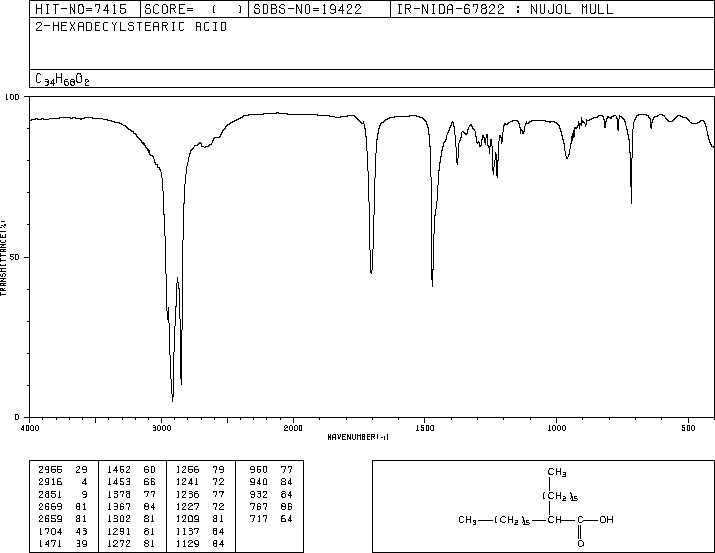 HIT-NO=7415 SCORE= ( ) SDBS-NO=19422 IR-NIDA-67822 : NUJOL MULL
2-HEXADECYLSTEARIC ACID
C34H68O2
100
50
0
TRANSMITTANCE(%)
4000 3000 2000 1500 1000 500
WAVENUMBER(-1)
2966 29 1462 60 1266 79 960 77
2916 4 1453 66 1241 72 940 84
2851 9 1378 77 1236 77 932 84
2669 81 1367 84 1227 72 767 86
2659 81 1302 81 1209 81 717 64
1704 43 1291 81 1137 84
1471 39 1272 81 1129 84
CH3
(CH2)15
CH3—(CH2)15—CH—C—OH
O